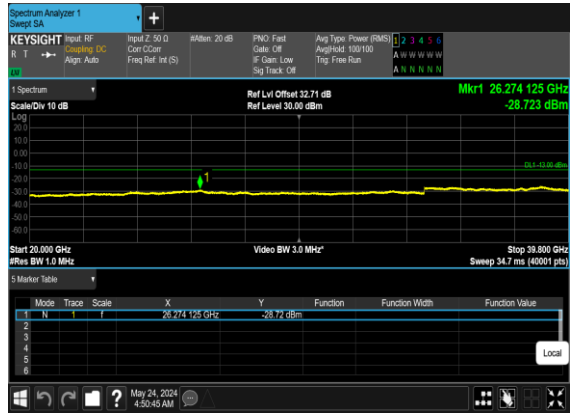 Spectrum Analyzer 1
Swept SA
+
KEYSIGHT
R T
LW
Input: RF
Coupling: DC
Align: Auto
Input Z: 50 Ω
Corr CCorr
Freq Ref: Int (S)
#Atten: 20 dB
PNO: Fast
Gate: Off
IF Gain: Low
Sig Track: Off
Avg Type: Power (RMS)
Avg|Hold: 100/100
Trig: Free Run
1 2 3 4 5 6
A W W W W W
A N N N N N
1 Spectrum
Scale/Div 10 dB
Ref Lvl Offset 32.71 dB
Ref Level 30.00 dBm
Mkr1 26.274 125 GHz
-28.723 dBm
Log
20.0
10.0
0.00
-10.0
-20.0
-30.0
-40.0
-50.0
-60.0
DL1 -13.00 dBm
1
Start 20.000 GHz
#Res BW 1.0 MHz
Video BW 3.0 MHz*
Stop 39.800 GHz
Sweep 34.7 ms (40001 pts)
5 Marker Table
Mode Trace Scale X Y Function Function Width Function Value
1 N 1 f 26.274 125 GHz -28.72 dBm
2
3
4
5
6
Local
?
May 24, 2024
4:50:45 AM